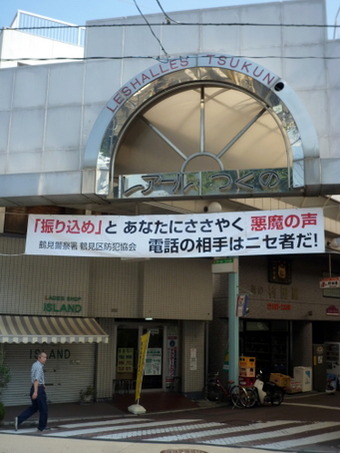 LESHALLES TSUKUNO
レアールつくの
「振り込め」と あなたにささやく 悪魔の声
鶴見警察署 鶴見区防犯協会 電話の相手はニセ者だ!
LADIES SHOP
iSLAND
ISLAND